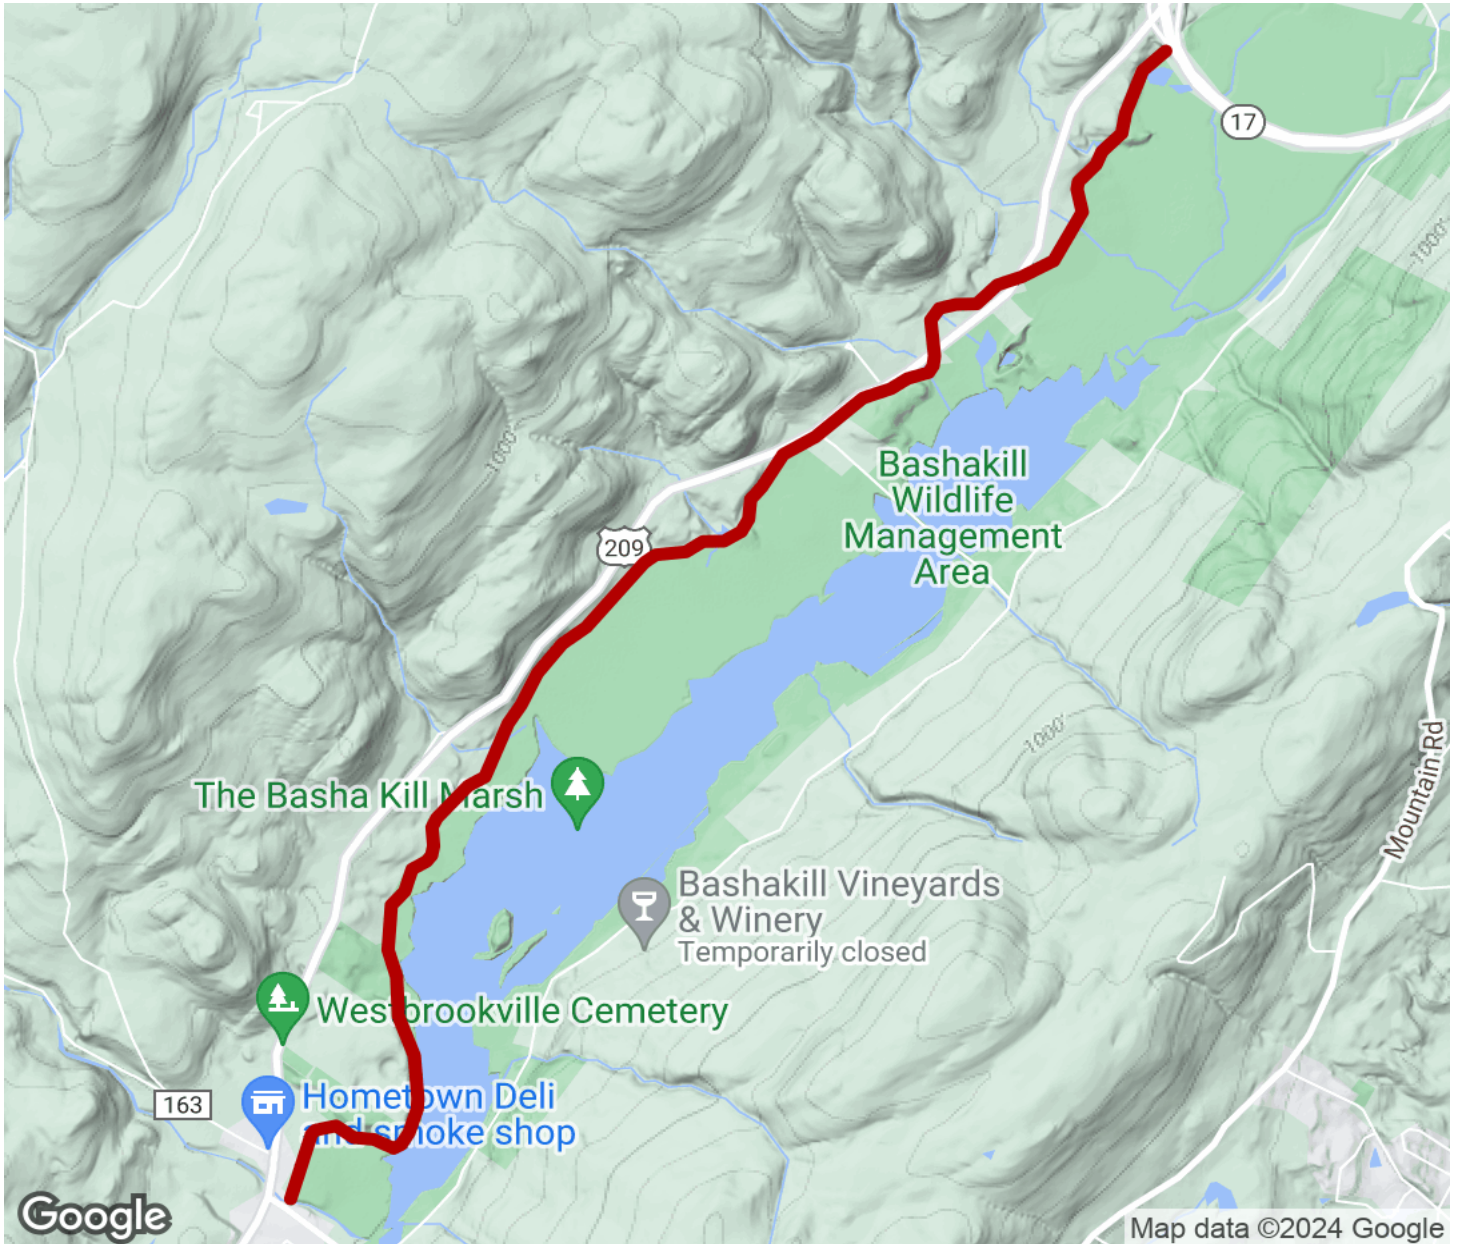 17
1000'
Bashakill
Wildlife
Management
Area
1000'
209
1000'
Mountain Rd
The Basha Kill Marsh
Bashakill Vineyards
& Winery
Temporarily closed
Westbrookville Cemetery
163
Hometown Deli
and smoke shop
Google
Map data ©2024 Google